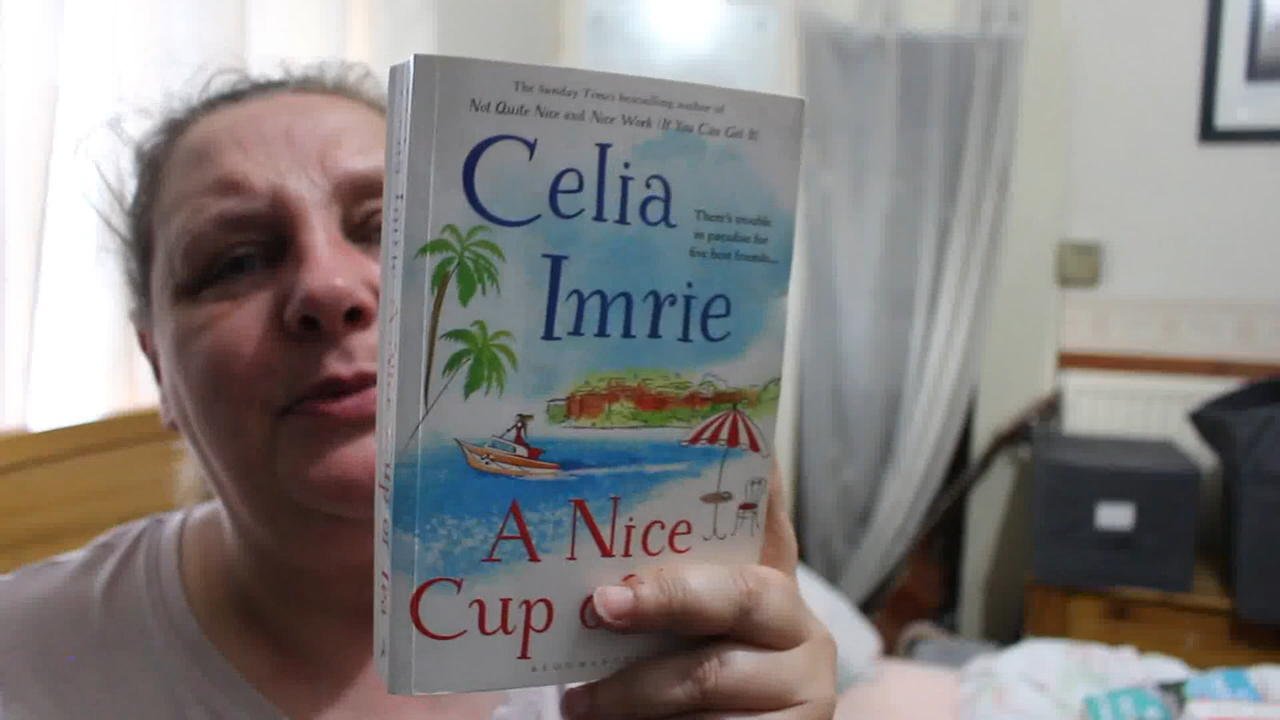 The Sunday Times bestselling author of
Not Quite Nice and Nice Work (If You Can Get It)
Celia
There's trouble
in paradise for
five best friends...
Imrie
A Nice
Cup
BLOOMSBURY